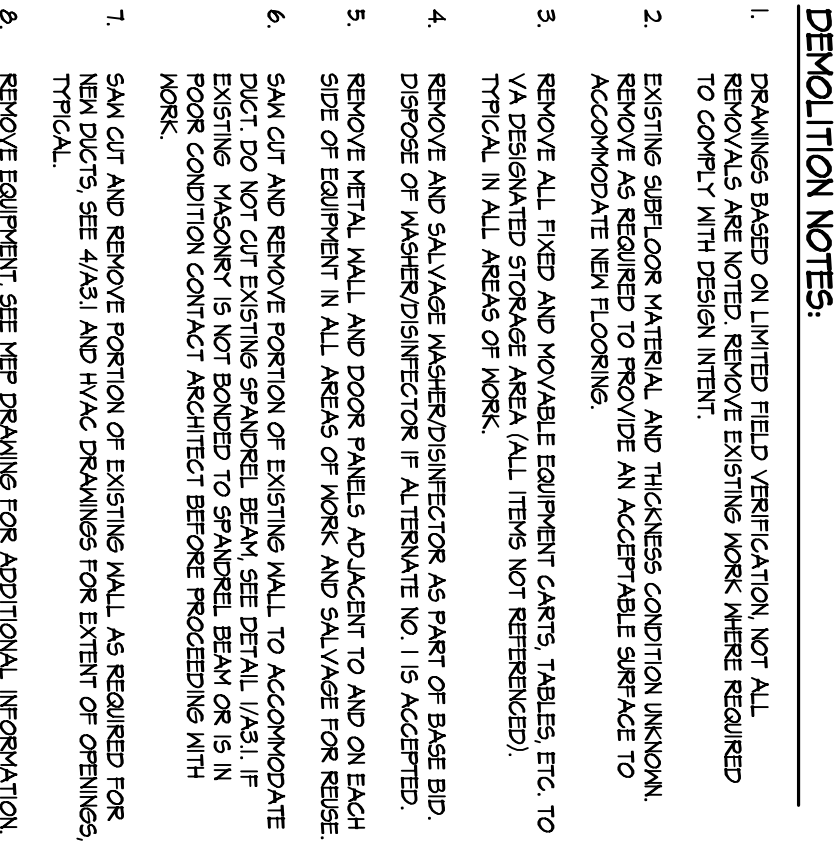 DEMOLITION NOTES:
1. DRAWINGS BASED ON LIMITED FIELD VERIFICATION, NOT ALL
REMOVALS ARE NOTED. REMOVE EXISTING WORK WHERE REQUIRED
TO COMPLY WITH DESIGN INTENT.
2. EXISTING SUBFLOOR MATERIAL AND THICKNESS CONDITION UNKNOWN.
REMOVE AS REQUIRED TO PROVIDE AN ACCEPTABLE SURFACE TO
ACCOMMODATE NEW FLOORING.
3. REMOVE ALL FIXED AND MOVABLE EQUIPMENT CARTS, TABLES, ETC. TO
VA DESIGNATED STORAGE AREA (ALL ITEMS NOT REFERENCED).
TYPICAL IN ALL AREAS OF WORK.
4. REMOVE AND SALVAGE WASHER/DISINFECTOR AS PART OF BASE BID.
DISPOSE OF WASHER/DISINFECTOR IF ALTERNATE NO. 1 IS ACCEPTED.
5. REMOVE METAL WALL AND DOOR PANELS ADJACENT TO AND ON EACH
SIDE OF EQUIPMENT IN ALL AREAS OF WORK AND SALVAGE FOR REUSE.
6. SAW CUT AND REMOVE PORTION OF EXISTING WALL TO ACCOMMODATE
DUCT. DO NOT CUT EXISTING SPANDREL BEAM, SEE DETAIL 1/A3.1. IF
EXISTING MASONRY IS NOT BONDED TO SPANDREL BEAM OR IS IN
POOR CONDITION CONTACT ARCHITECT BEFORE PROCEEDING WITH
WORK.
7. SAW CUT AND REMOVE PORTION OF EXISTING WALL AS REQUIRED FOR
NEW DUCTS, SEE 4/A3.1 AND HVAC DRAWINGS FOR EXTENT OF OPENINGS,
TYPICAL.
8. REMOVE EQUIPMENT, SEE MEP DRAWING FOR ADDITIONAL INFORMATION.